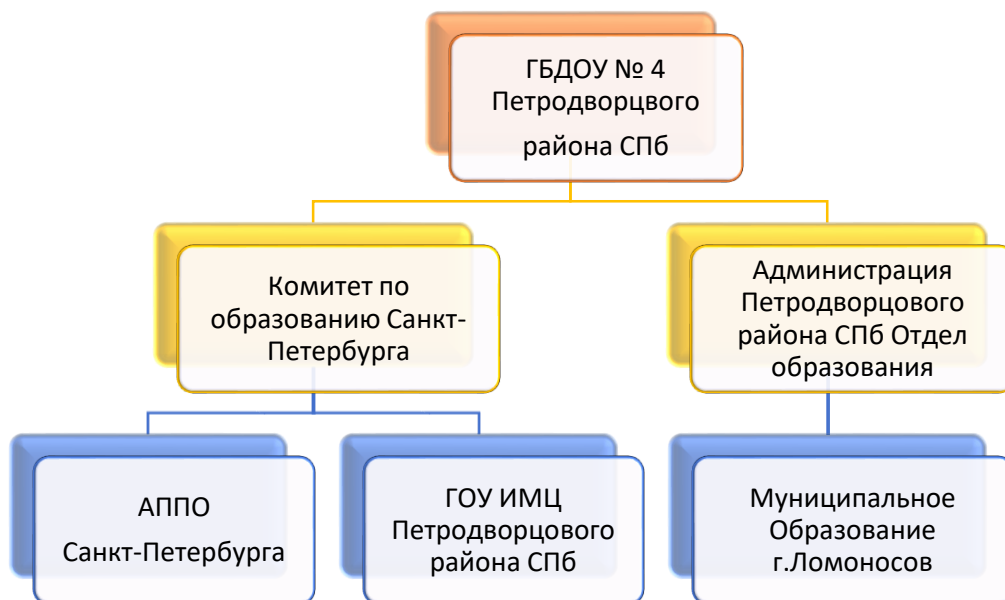 ГБДОУ № 4
Петродворцвого
района СПб
Комитет по
образованию Санкт-
Петербурга
Администрация
Петродворцового
района СПб Отдел
образования
АППО
Санкт-Петербурга
ГОУ ИМЦ
Петродворцового
района СПб
Муниципальное
Образование
г.Ломоносов